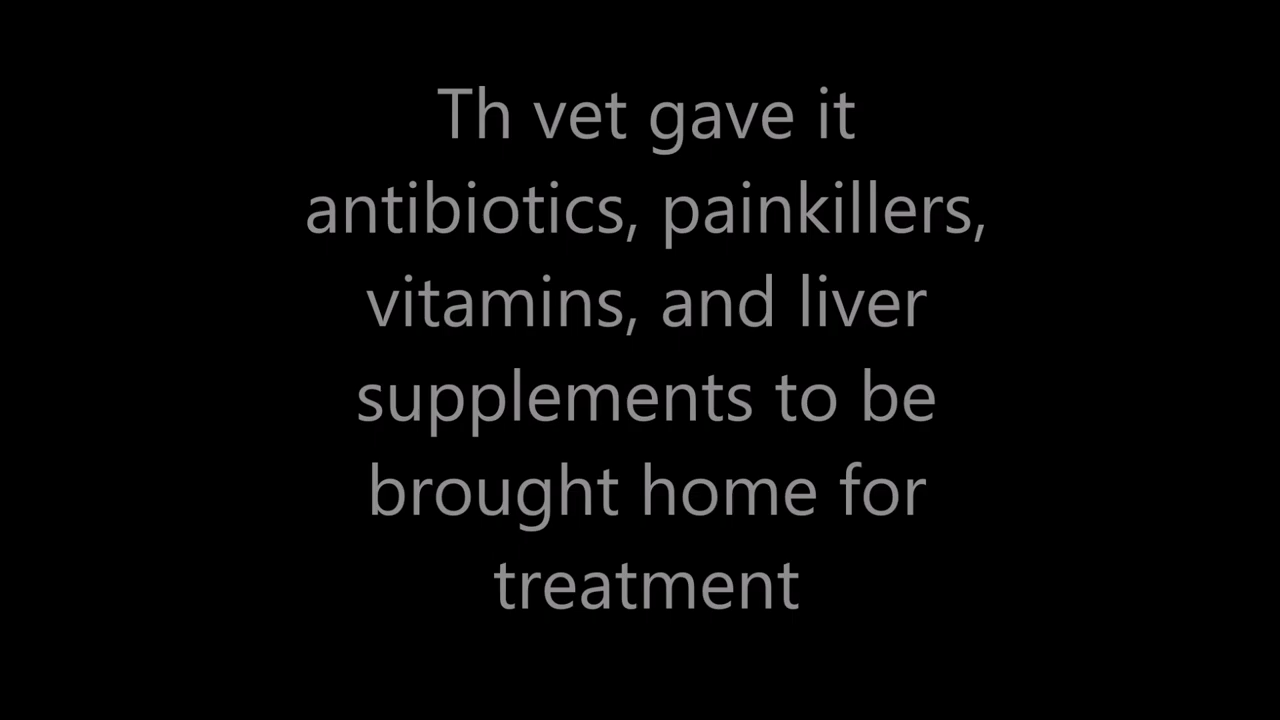 Th vet gave it
antibiotics, painkillers,
vitamins, and liver
supplements to be
brought home for
treatment